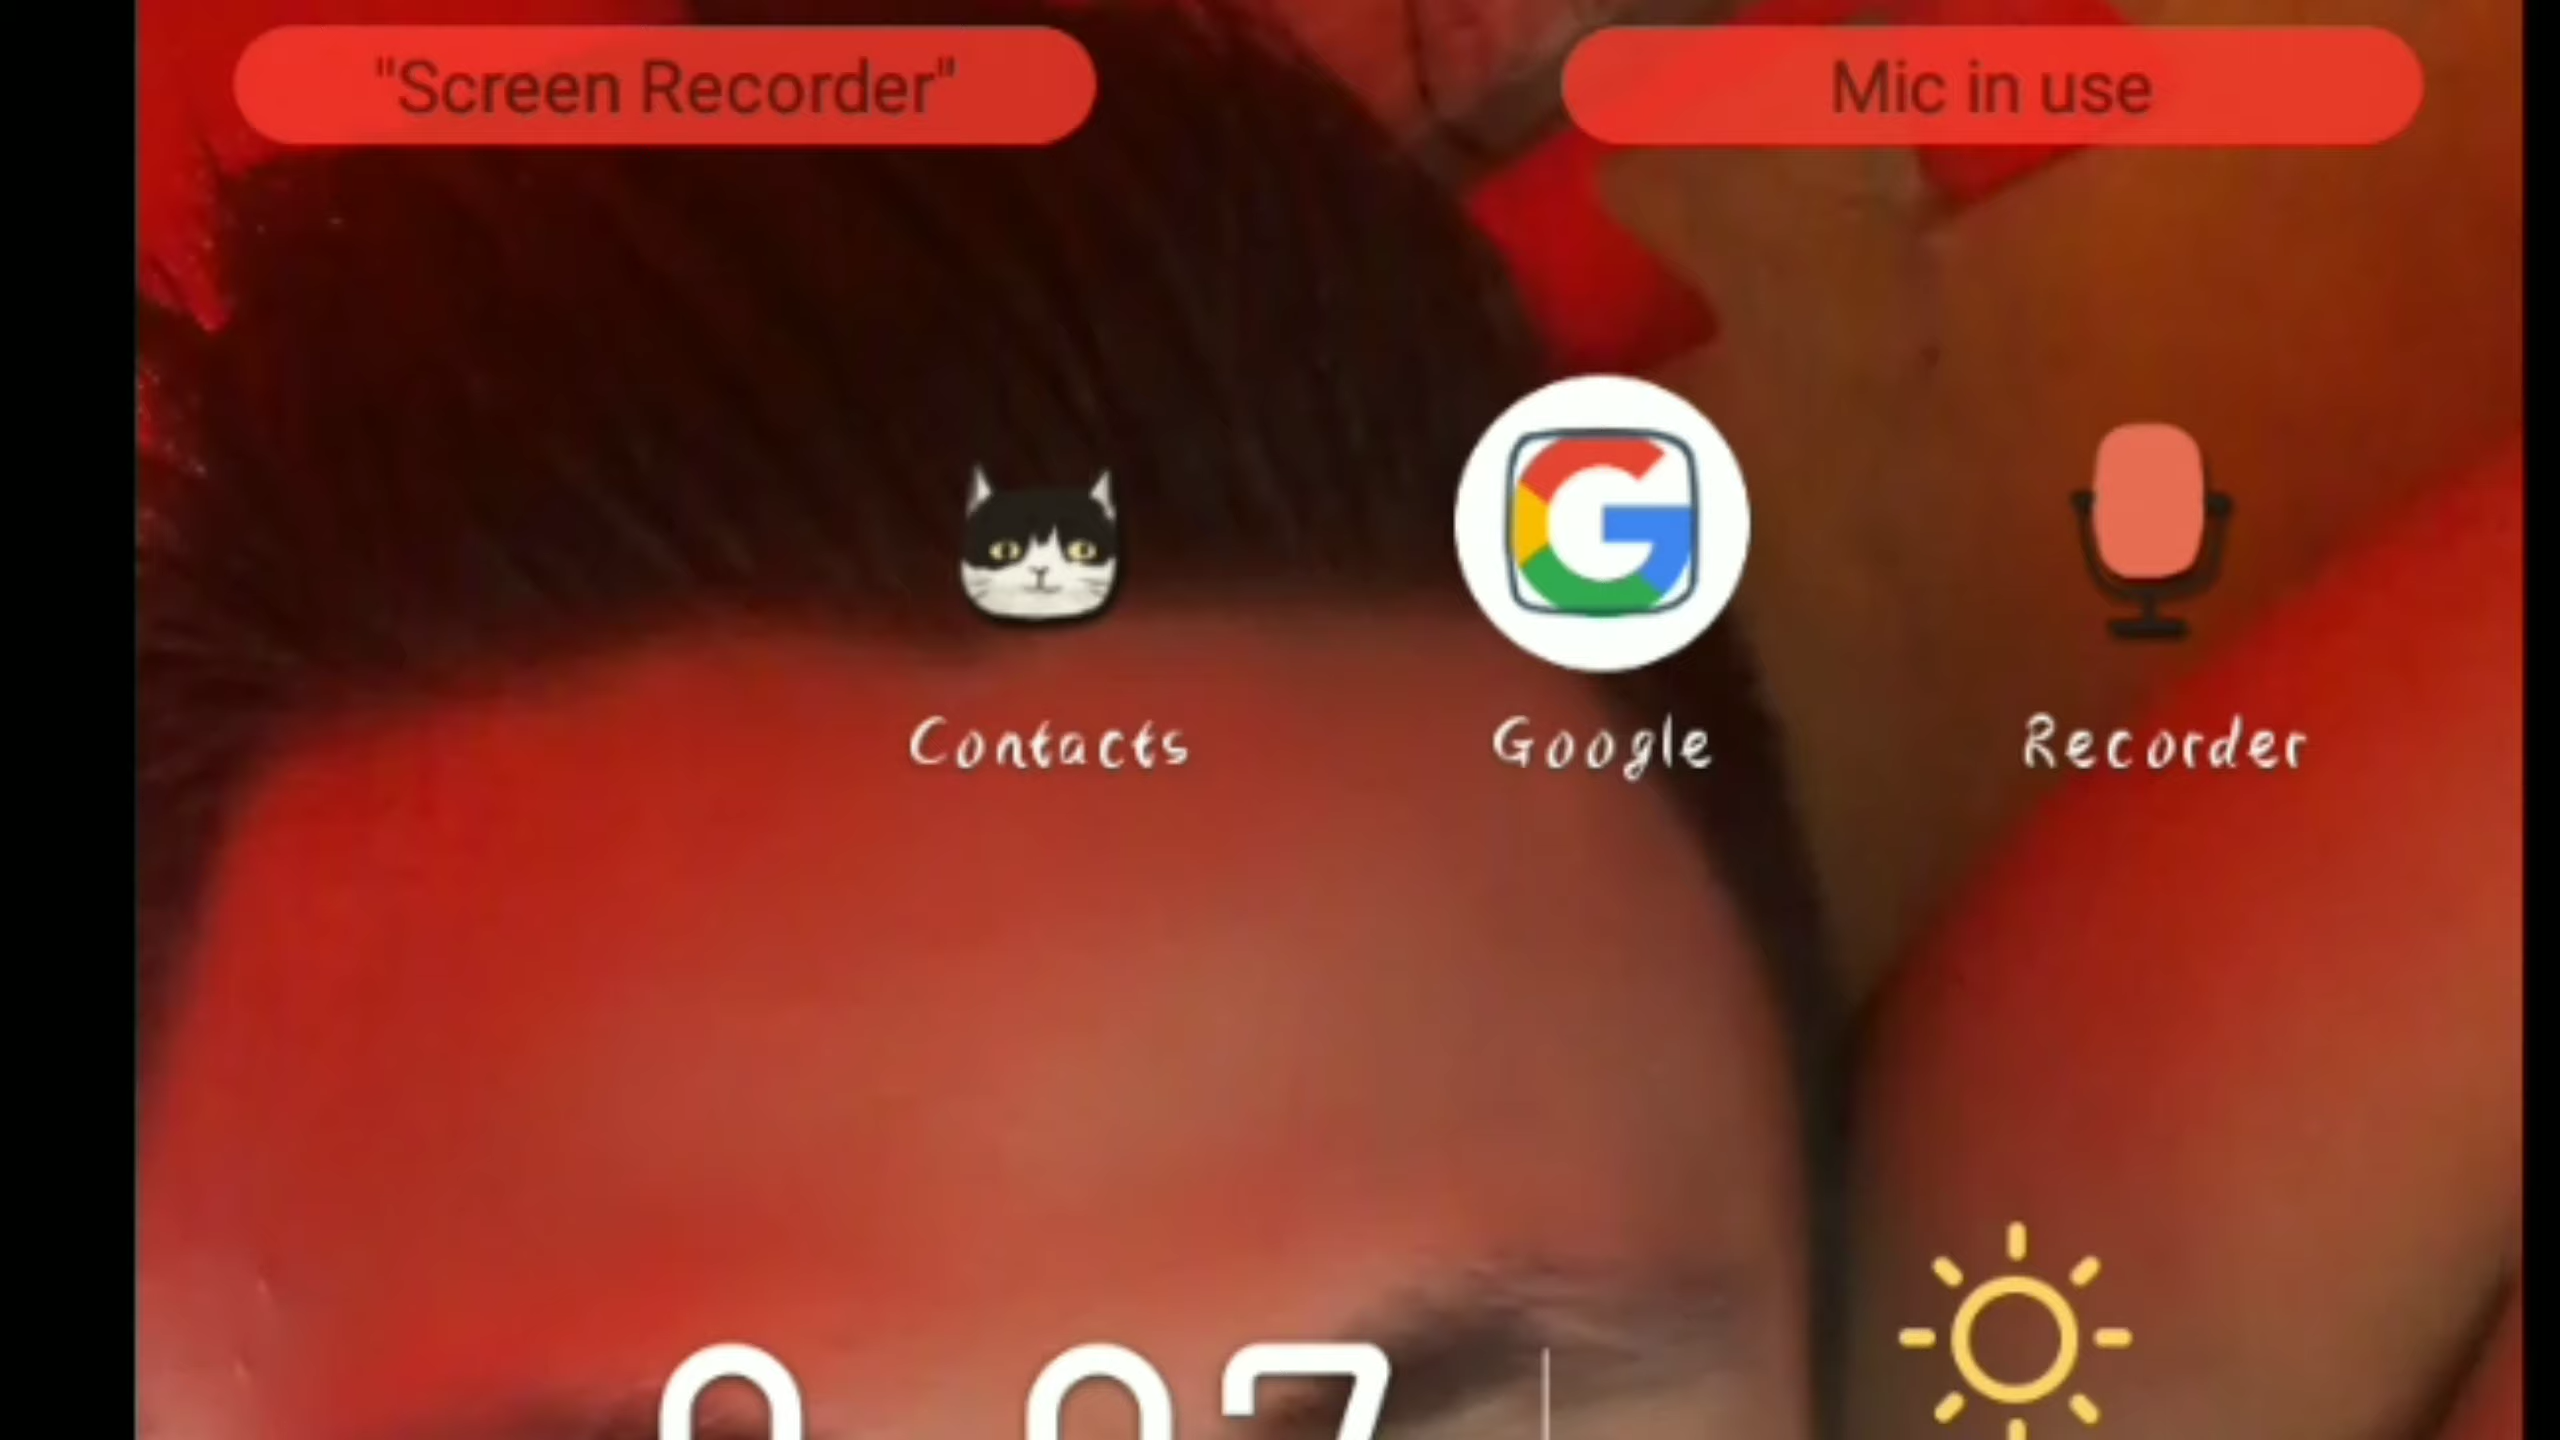 "Screen Recorder"
Mic in use
Contacts
Google
Recorder